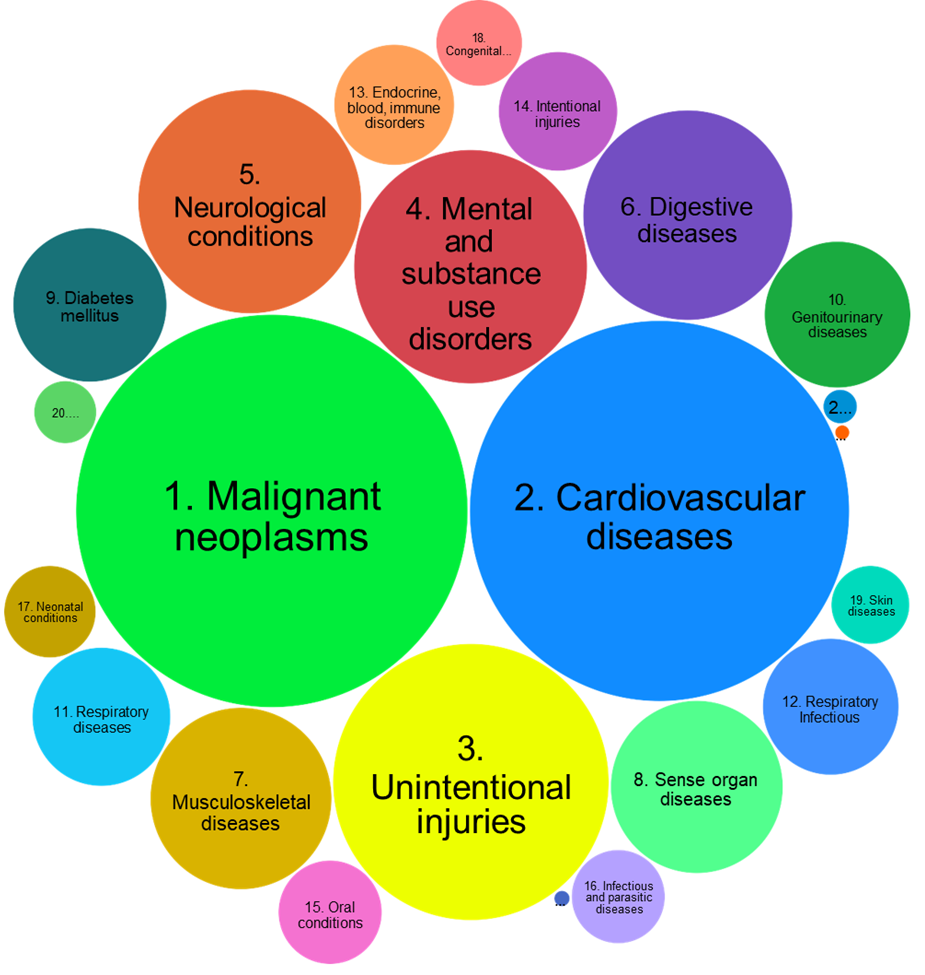 18.
Congenital...
13. Endocrine,
blood, immune
disorders
14. Intentional
injuries
5.
Neurological
conditions
4. Mental
and
substance
use
disorders
6. Digestive
diseases
9. Diabetes
mellitus
10.
Genitourinary
diseases
20....
2...
...
1. Malignant
neoplasms
2. Cardiovascular
diseases
17. Neonatal
conditions
19. Skin
diseases
11. Respiratory
diseases
12. Respiratory
Infectious
3.
Unintentional
injuries
7.
Musculoskeletal
diseases
8. Sense organ
diseases
15. Oral
conditions
...
16. Infectious
and parasitic
diseases